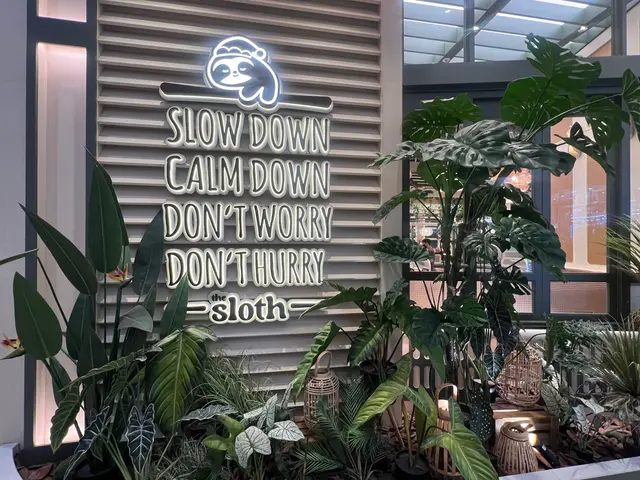 SLOW DOWN
CALM DOWN
DON'T WORRY
DON'T HURRY
the
sloth